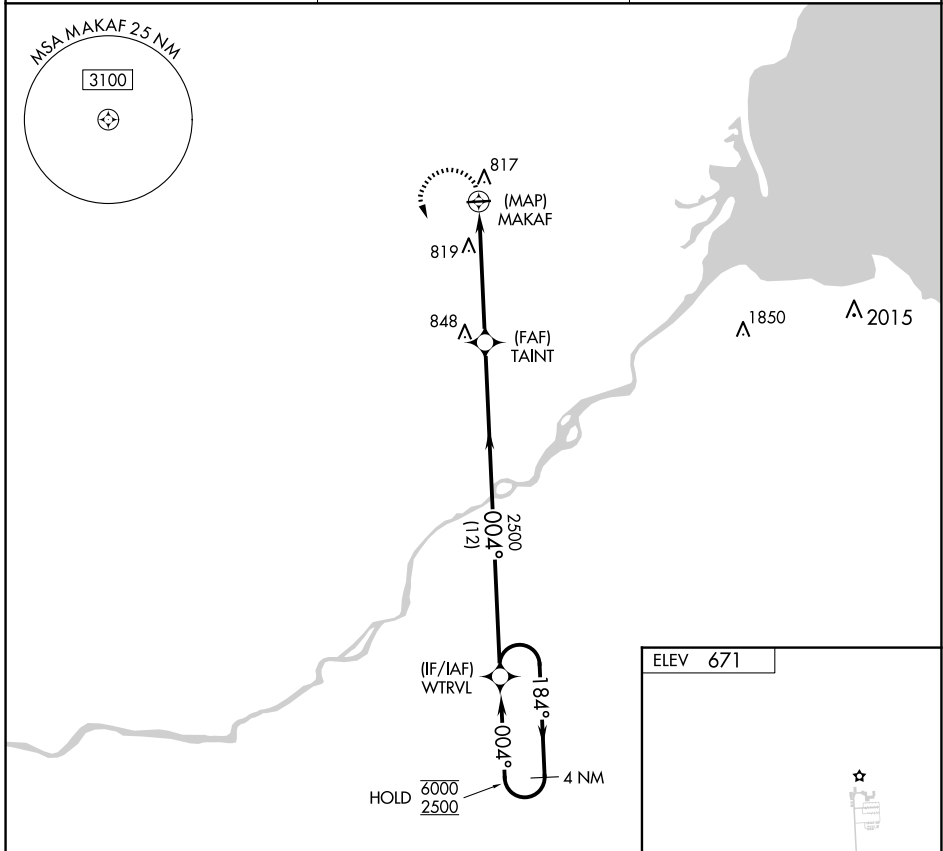 MSA MAKAF 25 NM
3100
817
(MAP)
MAKAF
819
848
(FAF)
TAINT
1850
2015
2500
004°
(12)
(IF/IAF)
WTRVL
184°
004°
4 NM
HOLD 6000
2500
ELEV 671